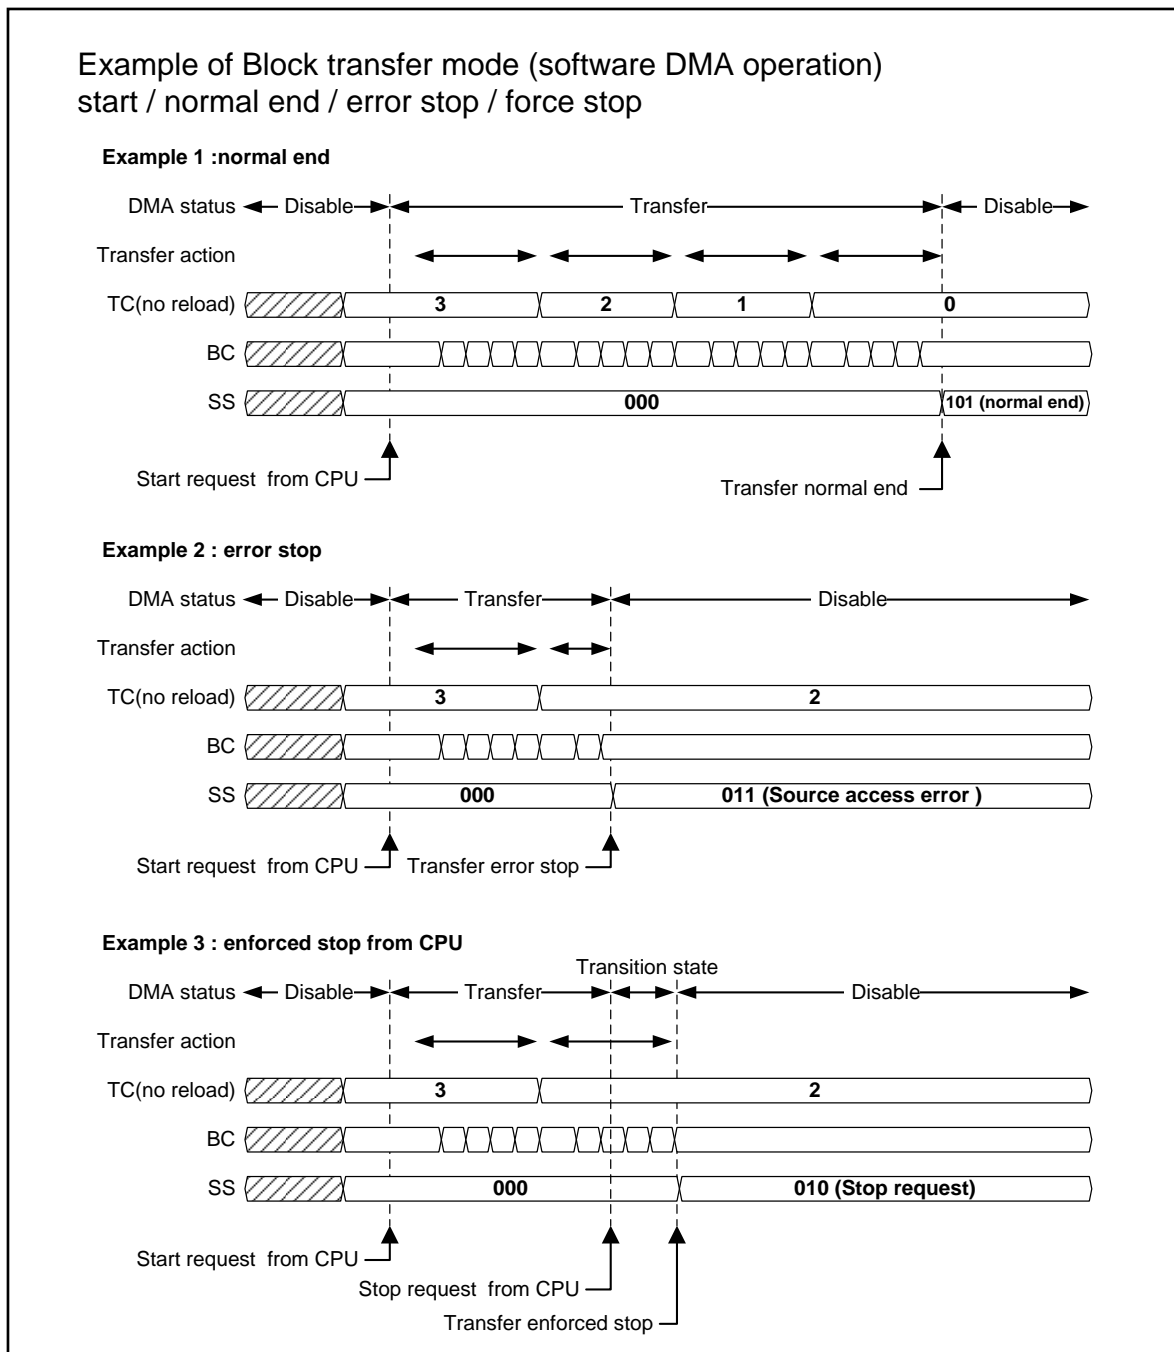 Example of Block transfer mode (software DMA operation)
start / normal end / error stop / force stop
Example 1 :normal end
DMA status Disable Transfer Disable
Transfer action
TC(no reload) 3 2 1 0
BC
SS 000 101 (normal end)
Start request from CPU
Transfer normal end
Example 2 : error stop
DMA status Disable Transfer Disable
Transfer action
TC(no reload) 3 2
BC
SS 000 011 (Source access error )
Start request from CPU Transfer error stop
Example 3 : enforced stop from CPU
Transition state
DMA status Disable Transfer Disable
Transfer action
TC(no reload) 3 2
BC
SS 000 010 (Stop request)
Start request from CPU
Stop request from CPU
Transfer enforced stop